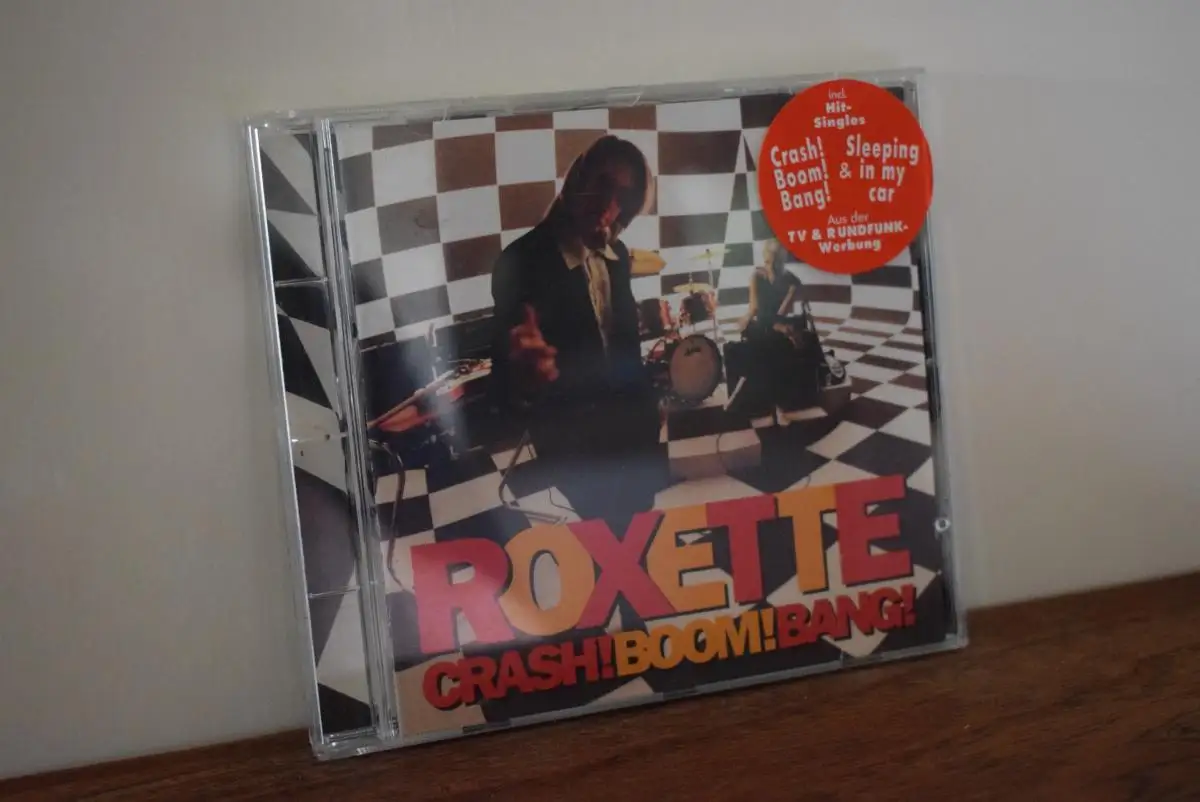 incl.
Hit-
Singles
Crash!
Boom!
Bang!
&
Sleeping
in my
car
Aus der
TV & RUNDFUNK-
Werbung
ROXETTE
CRASH!BOOM!BANG!